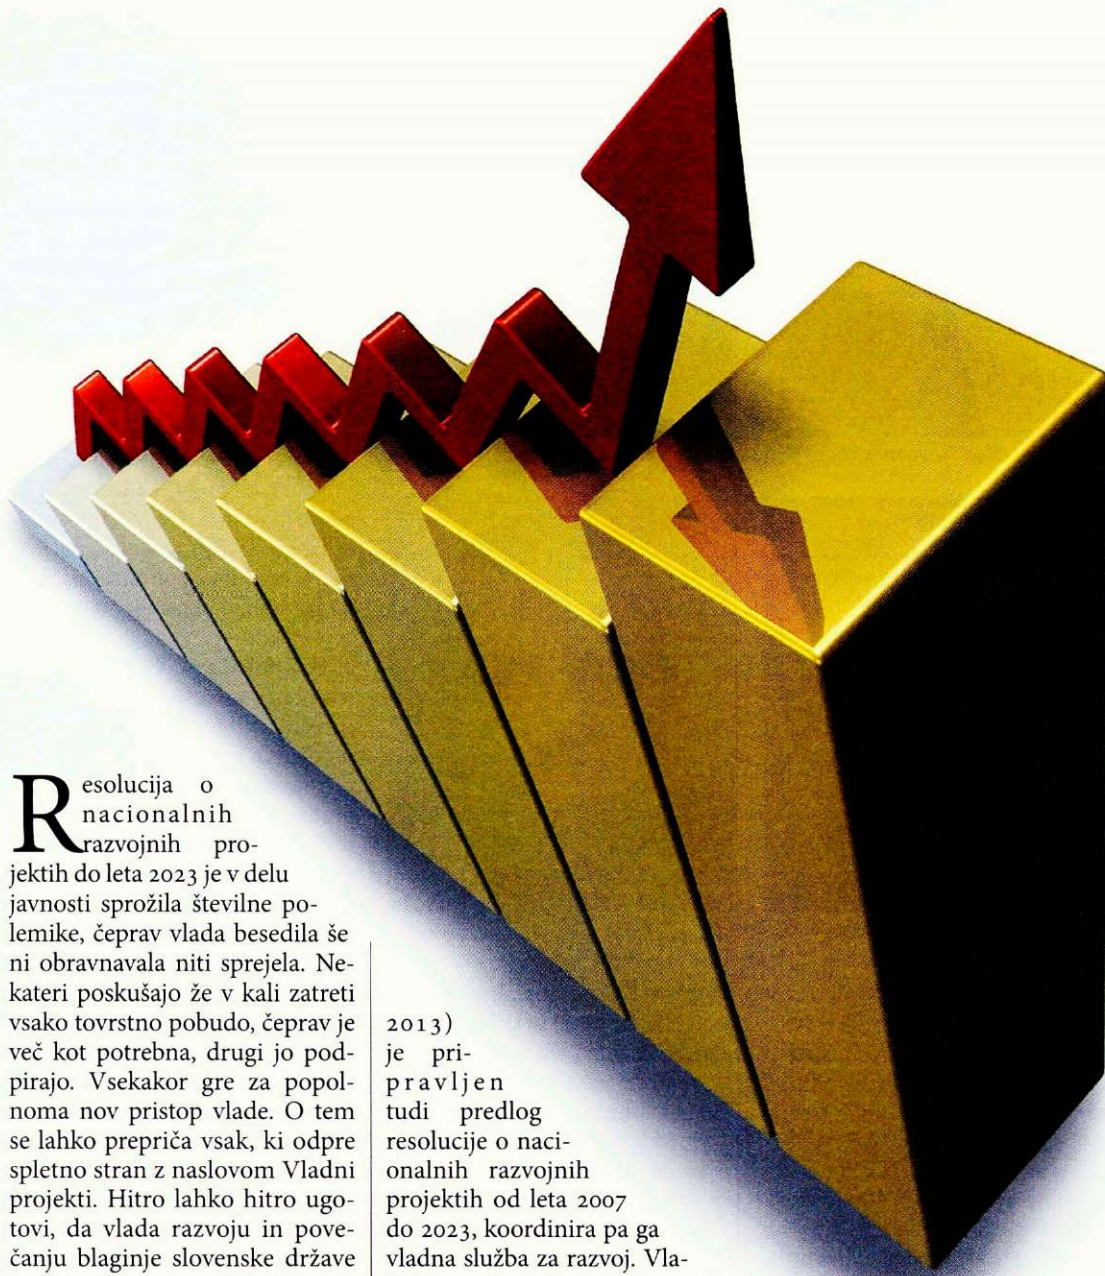 Resolucija o
nacionalnih
razvojnih pro-
jektih do leta 2023 je v delu
javnosti sprožila številne po-
lemike, čeprav vlada besedila še
ni obravnavala niti sprejela. Ne-
kateri poskušajo že v kali zatreti
vsako tovrstno pobudo, čeprav je
več kot potrebna, drugi jo pod-
pirajo. Vsekakor gre za popol-
noma nov pristop vlade. O tem
se lahko prepriča vsak, ki odpre
spletno stran z naslovom Vladni
projekti. Hitro lahko hitro ugo-
tovi, da vlada razvoju in pove-
čanju blaginje slovenske države
2013)
je pri-
pravljen
tudi predlog
resolucije o naci-
onalnih razvojnih
projektih od leta 2007
do 2023, koordinira pa ga
vladna služba za razvoj. Vla-